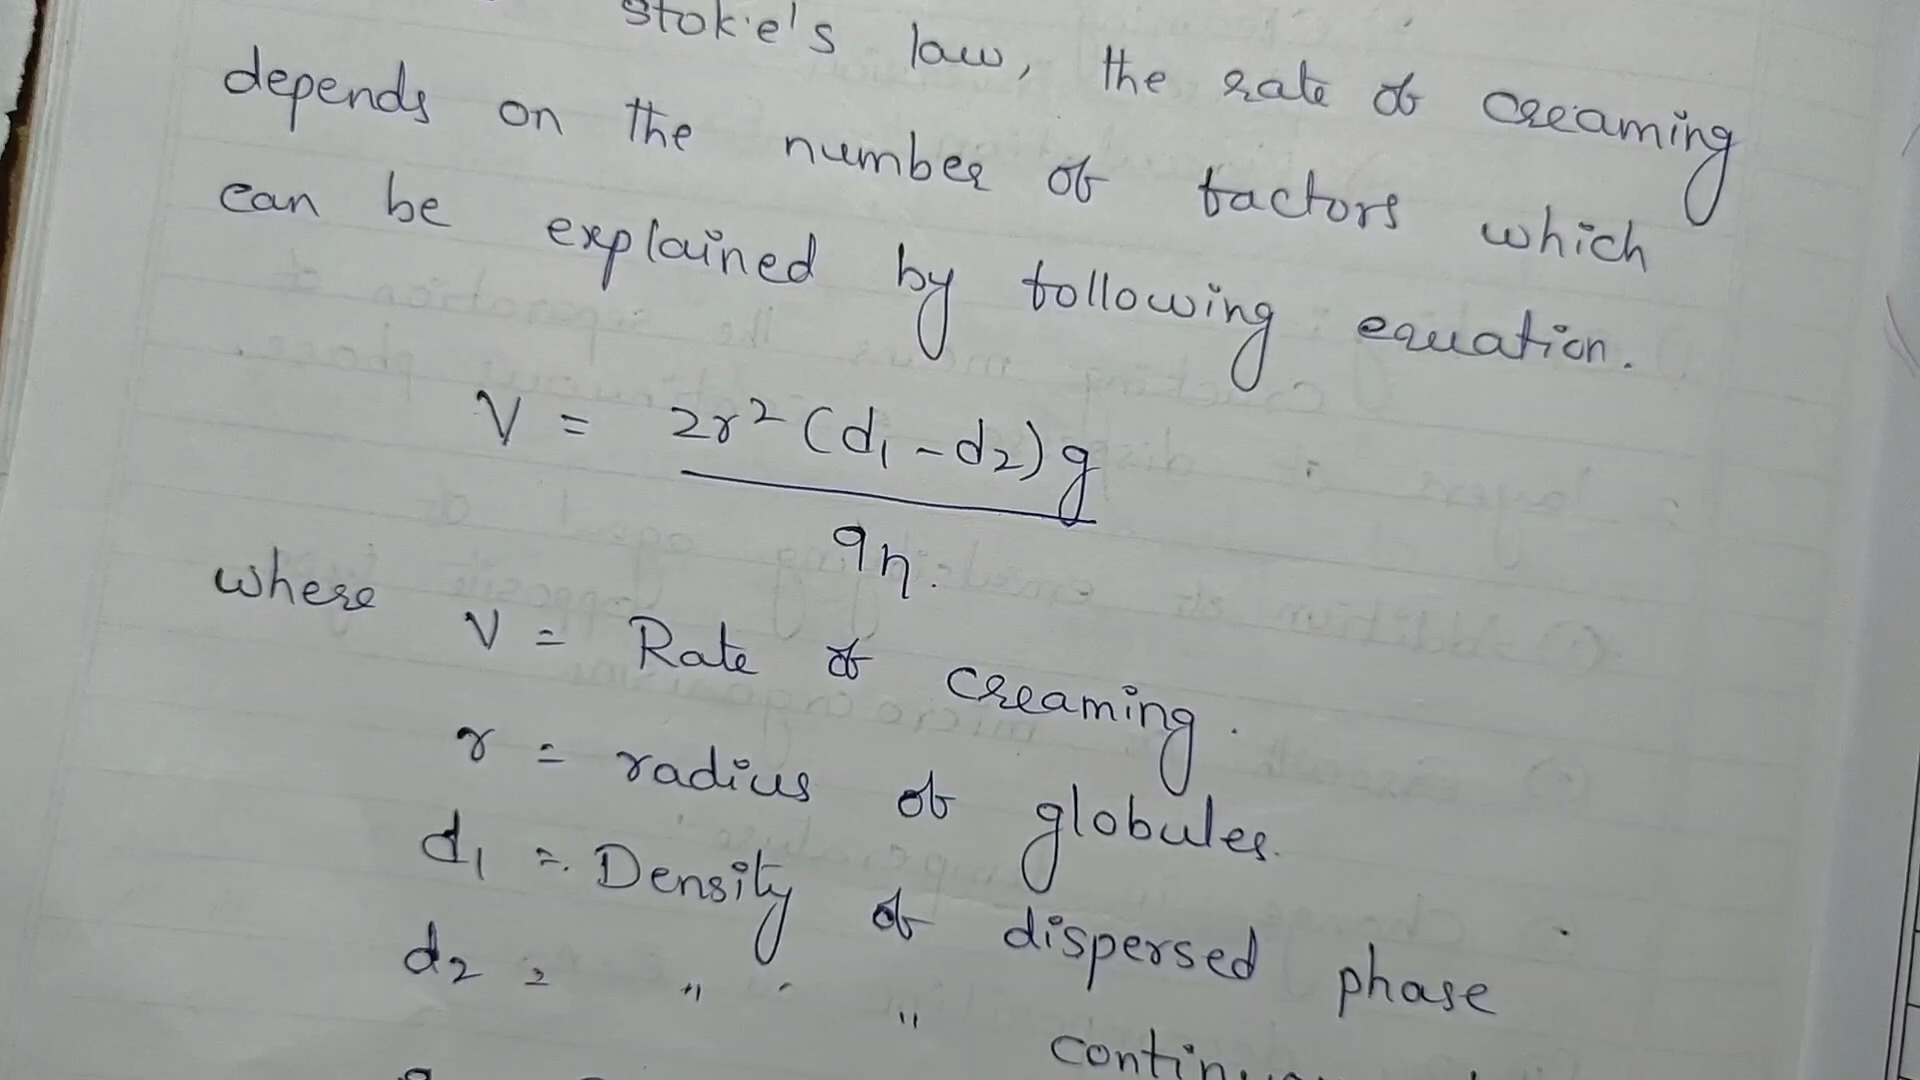 stoke's law, the rate of creaming
depends on the number of factors which
can be explained by following equation.
V = 2r² (d₁ - d₂) g
9η.
where V = Rate of creaming.
r = radius of globules.
d₁ = Density of dispersed phase
d₂ = " "